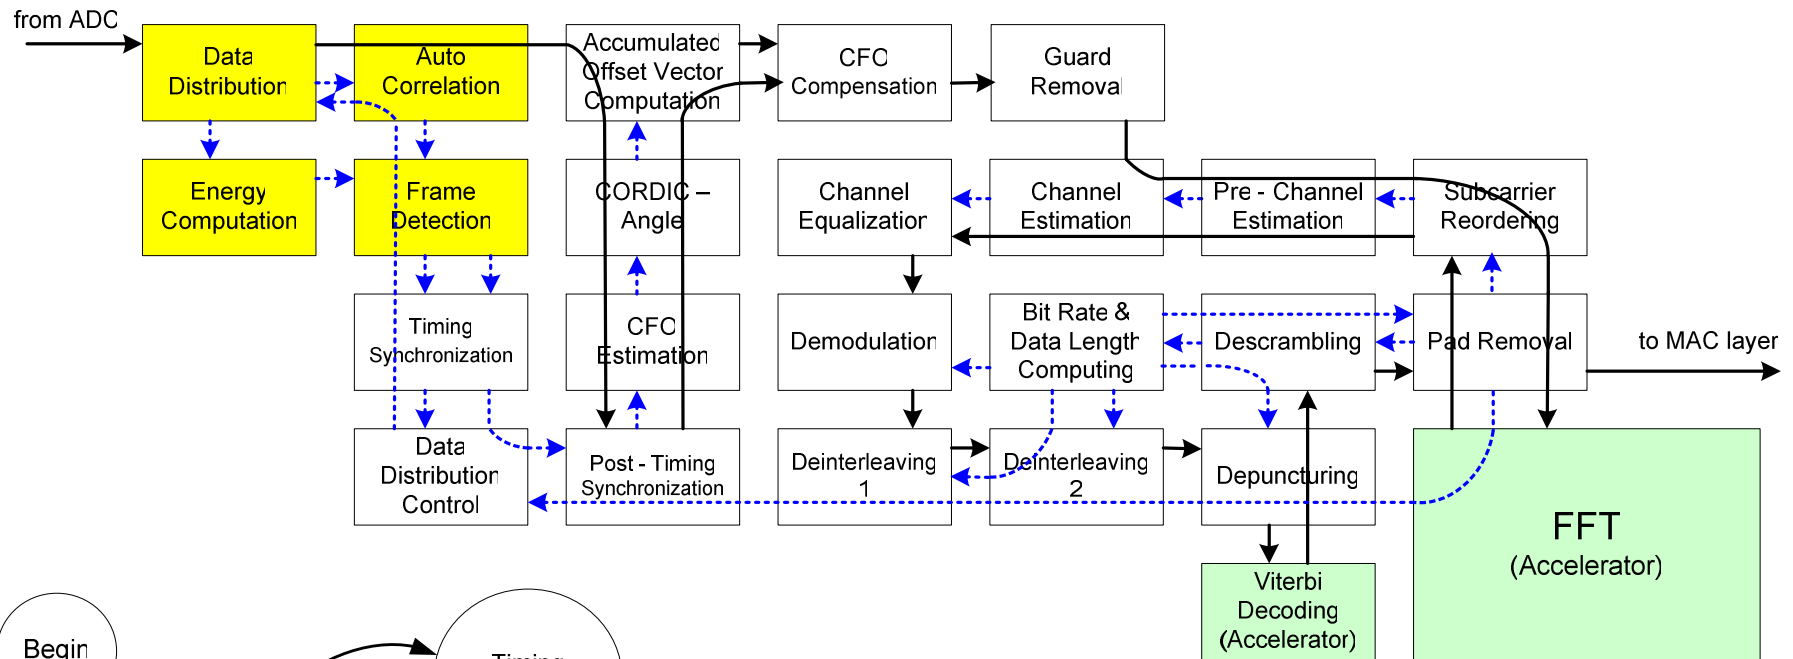 from ADC
Data
Distribution
Auto
Correlation
Accumulated
Offset Vector
Computation
CFO
Compensation
Guard
Removal
Energy
Computation
Frame
Detection
CORDIC –
Angle
Channel
Equalization
Channel
Estimation
Pre - Channel
Estimation
Subcarrier
Reordering
Timing
Synchronization
CFO
Estimation
Demodulation
Bit Rate &
Data Length
Computing
Descrambling
Pad Removal
to MAC layer
Data
Distribution
Control
Post - Timing
Synchronization
Deinterleaving
1
Deinterleaving
2
Depuncturing
FFT
(Accelerator)
Viterbi
Decoding
(Accelerator)
Begin
Timing